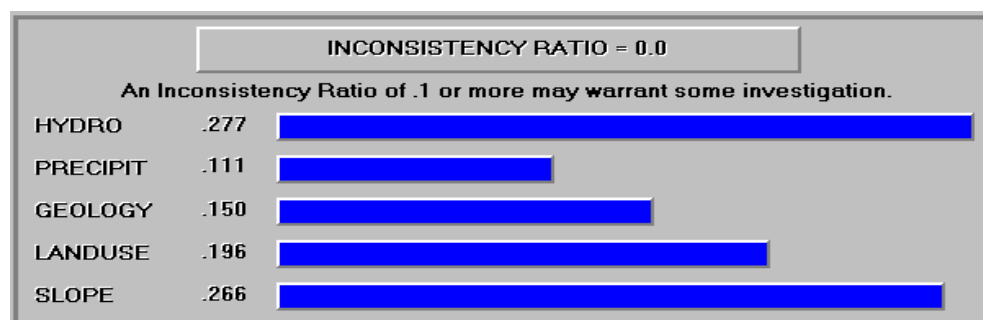 INCONSISTENCY RATIO = 0.0
An Inconsistency Ratio of .1 or more may warrant some investigation.
HYDRO .277
PRECIPIT .111
GEOLOGY .150
LANDUSE .196
SLOPE .266